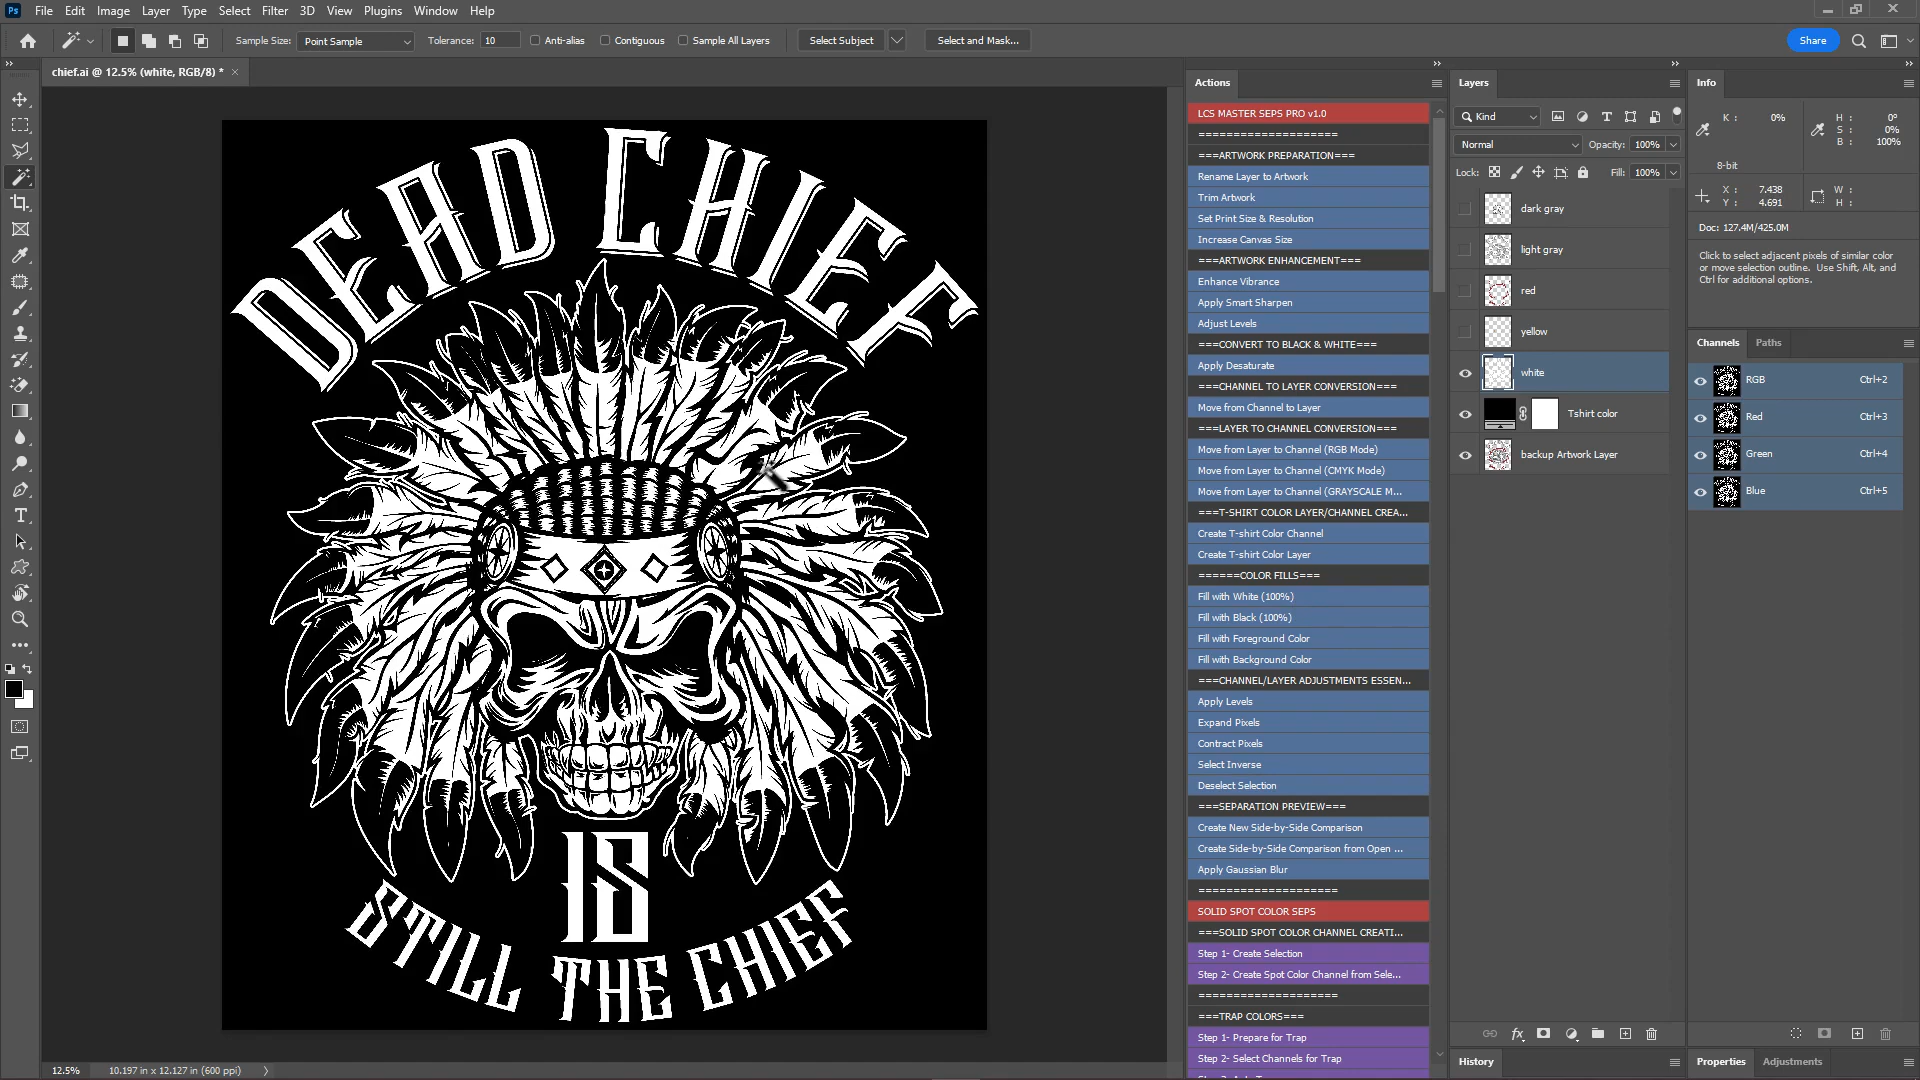 Ps File Edit Image Layer Type Select Filter 3D View Plugins Window Help
Sample Size: Point Sample Tolerance: 10 Anti-alias Contiguous Sample All Layers Select Subject Select and Mask... Share
chief.ai @ 12.5% (white, RGB/8) * ×
DEAD CHIEF
IS
STILL THE CHIEF
12.5% 10.197 in x 12.127 in (600 ppi)
Actions
LCS MASTER SEPS PRO v1.0
====================
===ARTWORK PREPARATION===
Rename Layer to Artwork
Trim Artwork
Set Print Size & Resolution
Increase Canvas Size
===ARTWORK ENHANCEMENT===
Enhance Vibrance
Apply Smart Sharpen
Adjust Levels
===CONVERT TO BLACK & WHITE===
Apply Desaturate
===CHANNEL TO LAYER CONVERSION===
Move from Channel to Layer
===LAYER TO CHANNEL CONVERSION===
Move from Layer to Channel (RGB Mode)
Move from Layer to Channel (CMYK Mode)
Move from Layer to Channel (GRAYSCALE M...
===T-SHIRT COLOR LAYER/CHANNEL CREA...
Create T-shirt Color Channel
Create T-shirt Color Layer
======COLOR FILLS===
Fill with White (100%)
Fill with Black (100%)
Fill with Foreground Color
Fill with Background Color
===CHANNEL/LAYER ADJUSTMENTS ESSEN...
Apply Levels
Expand Pixels
Contract Pixels
Select Inverse
Deselect Selection
===SEPARATION PREVIEW===
Create New Side-by-Side Comparison
Create Side-by-Side Comparison from Open ...
Apply Gaussian Blur
====================
SOLID SPOT COLOR SEPS
===SOLID SPOT COLOR CHANNEL CREATI...
Step 1- Create Selection
Step 2- Create Spot Color Channel from Sele...
====================
===TRAP COLORS===
Step 1- Prepare for Trap
Step 2- Select Channels for Trap
Layers
Kind
Normal Opacity: 100%
Lock: Fill: 100%
dark gray
light gray
red
yellow
white
Tshirt color
backup Artwork Layer
fx
History
Info
K : 0% H : 0°
S : 0%
B : 100%
8-bit
X : 7.438 W :
Y : 4.691 H :
Doc: 127.4M/425.0M
Click to select adjacent pixels of similar color
or move selection outline. Use Shift, Alt, and
Ctrl for additional options.
Channels Paths
RGB Ctrl+2
Red Ctrl+3
Green Ctrl+4
Blue Ctrl+5
Properties Adjustments